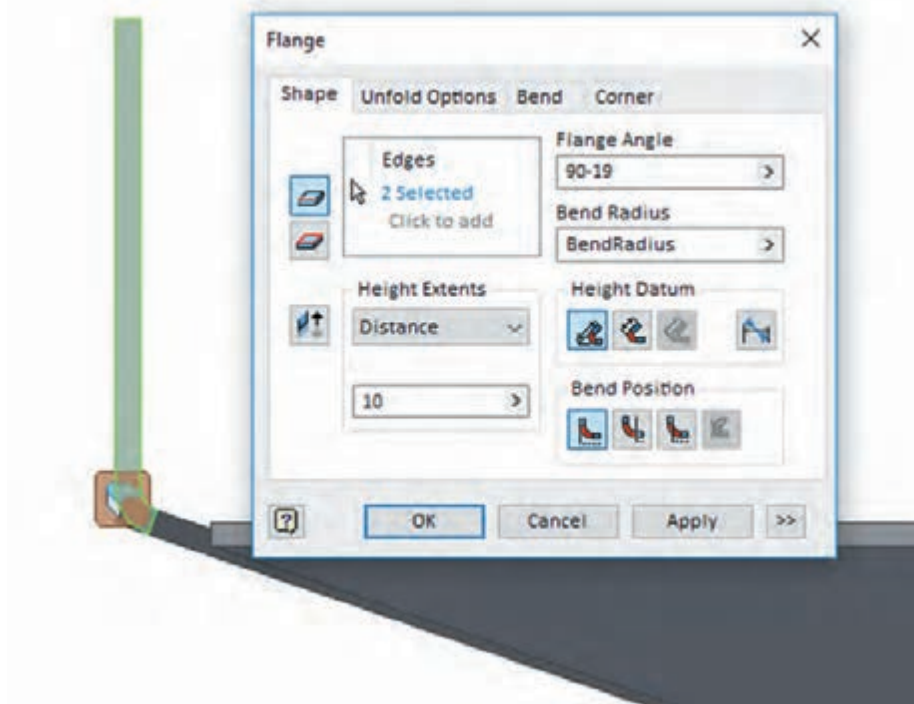 Flange
Shape Unfold Options Bend Corner
Edges
2 Selected
Click to add
Flange Angle
90-19
Bend Radius
BendRadius
Height Extents
Distance
10
Height Datum
Bend Position
?
OK Cancel Apply >>